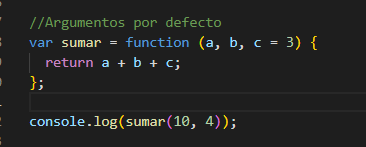 //Argumentos por defecto
var sumar = function (a, b, c = 3) {
  return a + b + c;
};
console.log(sumar(10, 4));